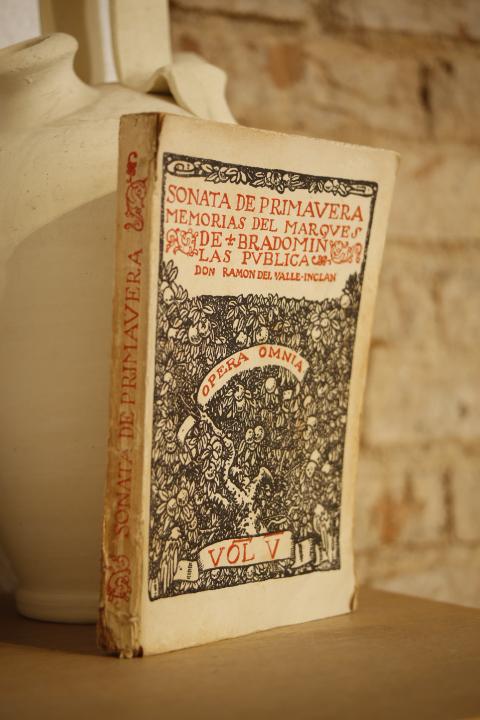 SONATA DE PRIMAVERA
SONATA DE PRIMAVERA
MEMORIAS DEL MARQUES
DE BRADOMIN
LAS PVBLICA
DON RAMON DEL VALLE-INCLAN
OPERA OMNIA
VOL V